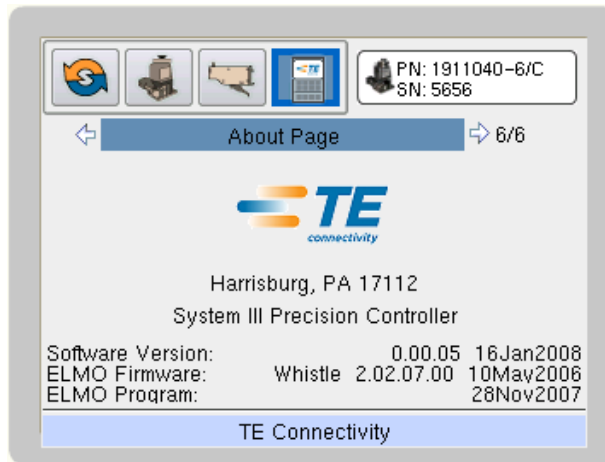 PN: 1911040-6/C
SN: 5656
About Page
6/6
TE
connectivity
Harrisburg, PA 17112
System III Precision Controller
Software Version: 0.00.05 16Jan2008
ELMO Firmware: Whistle 2.02.07.00 10May2006
ELMO Program: 28Nov2007
TE Connectivity